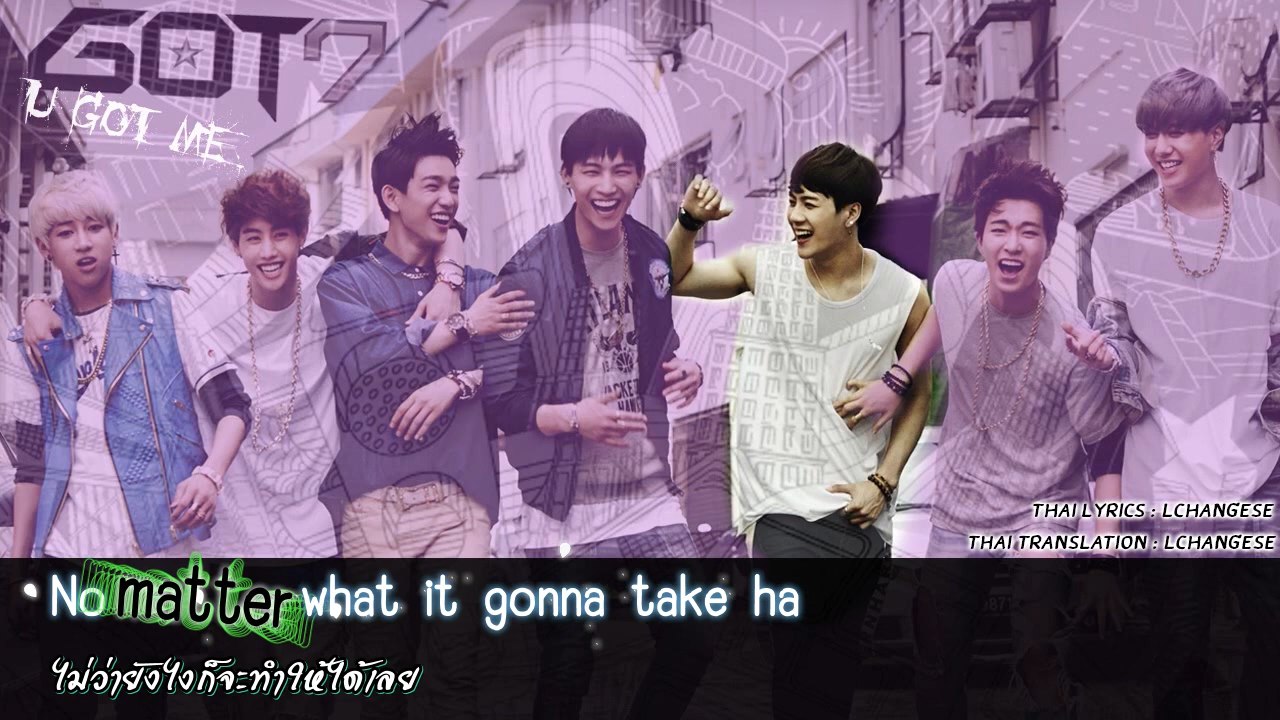 GOT7
U GOT ME
THAI LYRICS : LCHANGESE
THAI TRANSLATION : LCHANGESE
No matter what it gonna take ha
ไม่ว่ายังไงก็จะทำให้ได้เลย